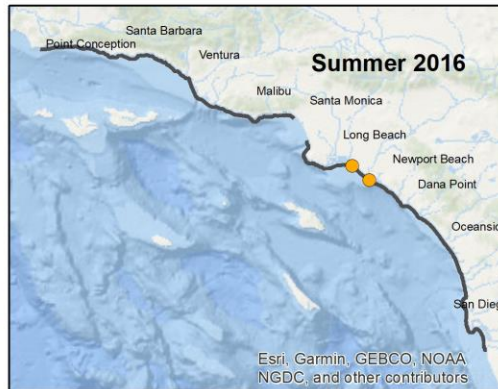 Santa Barbara
Point Conception
Ventura
Summer 2016
Malibu
Santa Monica
Long Beach
Newport Beach
Dana Point
Oceansid
San Dieg
Esri, Garmin, GEBCO, NOAA
NGDC, and other contributors